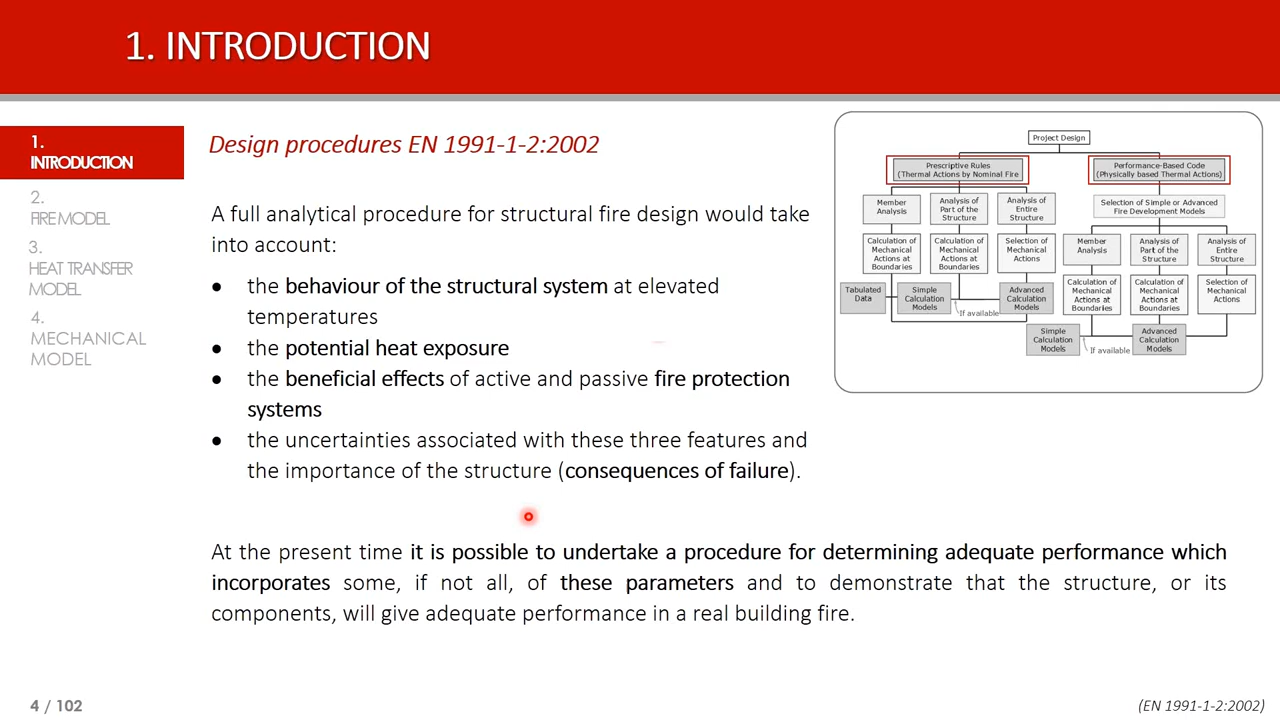 1. INTRODUCTION
1.
INTRODUCTION
2.
FIRE MODEL
3.
HEAT TRANSFER
MODEL
4.
MECHANICAL
MODEL
Design procedures EN 1991-1-2:2002
A full analytical procedure for structural fire design would take
into account:
• the behaviour of the structural system at elevated
temperatures
• the potential heat exposure
• the beneficial effects of active and passive fire protection
systems
• the uncertainties associated with these three features and
the importance of the structure (consequences of failure).
At the present time it is possible to undertake a procedure for determining adequate performance which
incorporates some, if not all, of these parameters and to demonstrate that the structure, or its
components, will give adequate performance in a real building fire.
Project Design
Prescriptive Rules
(Thermal Actions by Nominal Fire
Performance-Based Code
(Physically based Thermal Actions)
Member
Analysis
Analysis of
Part of the
Structure
Analysis of
Entire
Structure
Selection of Simple or Advanced
Fire Development Models
Calculation of
Mechanical
Actions at
Boundaries
Calculation of
Mechanical
Actions at
Boundaries
Selection of
Mechanical
Actions
Member
Analysis
Analysis of
Part of the
Structure
Analysis of
Entire
Structure
Tabulated
Data
Simple
Calculation
Models
If available
Advanced
Calculation
Models
Calculation of
Mechanical
Actions at
Boundaries
Calculation of
Mechanical
Actions at
Boundaries
Selection of
Mechanical
Actions
Simple
Calculation
Models
If available
Advanced
Calculation
Models
4 / 102
(EN 1991-1-2:2002)